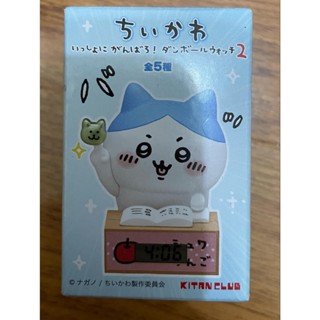 ちいかわ
いっしょに がんばろ! ダンボールウォッチ2
全5種
4:06
© ナガノ / ちいかわ製作委員会
KITAN CLUB